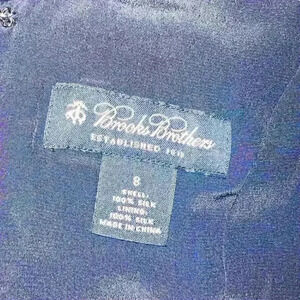 Brooks Brothers
ESTABLISHED 1818
8
SHELL:
100% SILK
LINING:
100% SILK
MADE IN CHINA